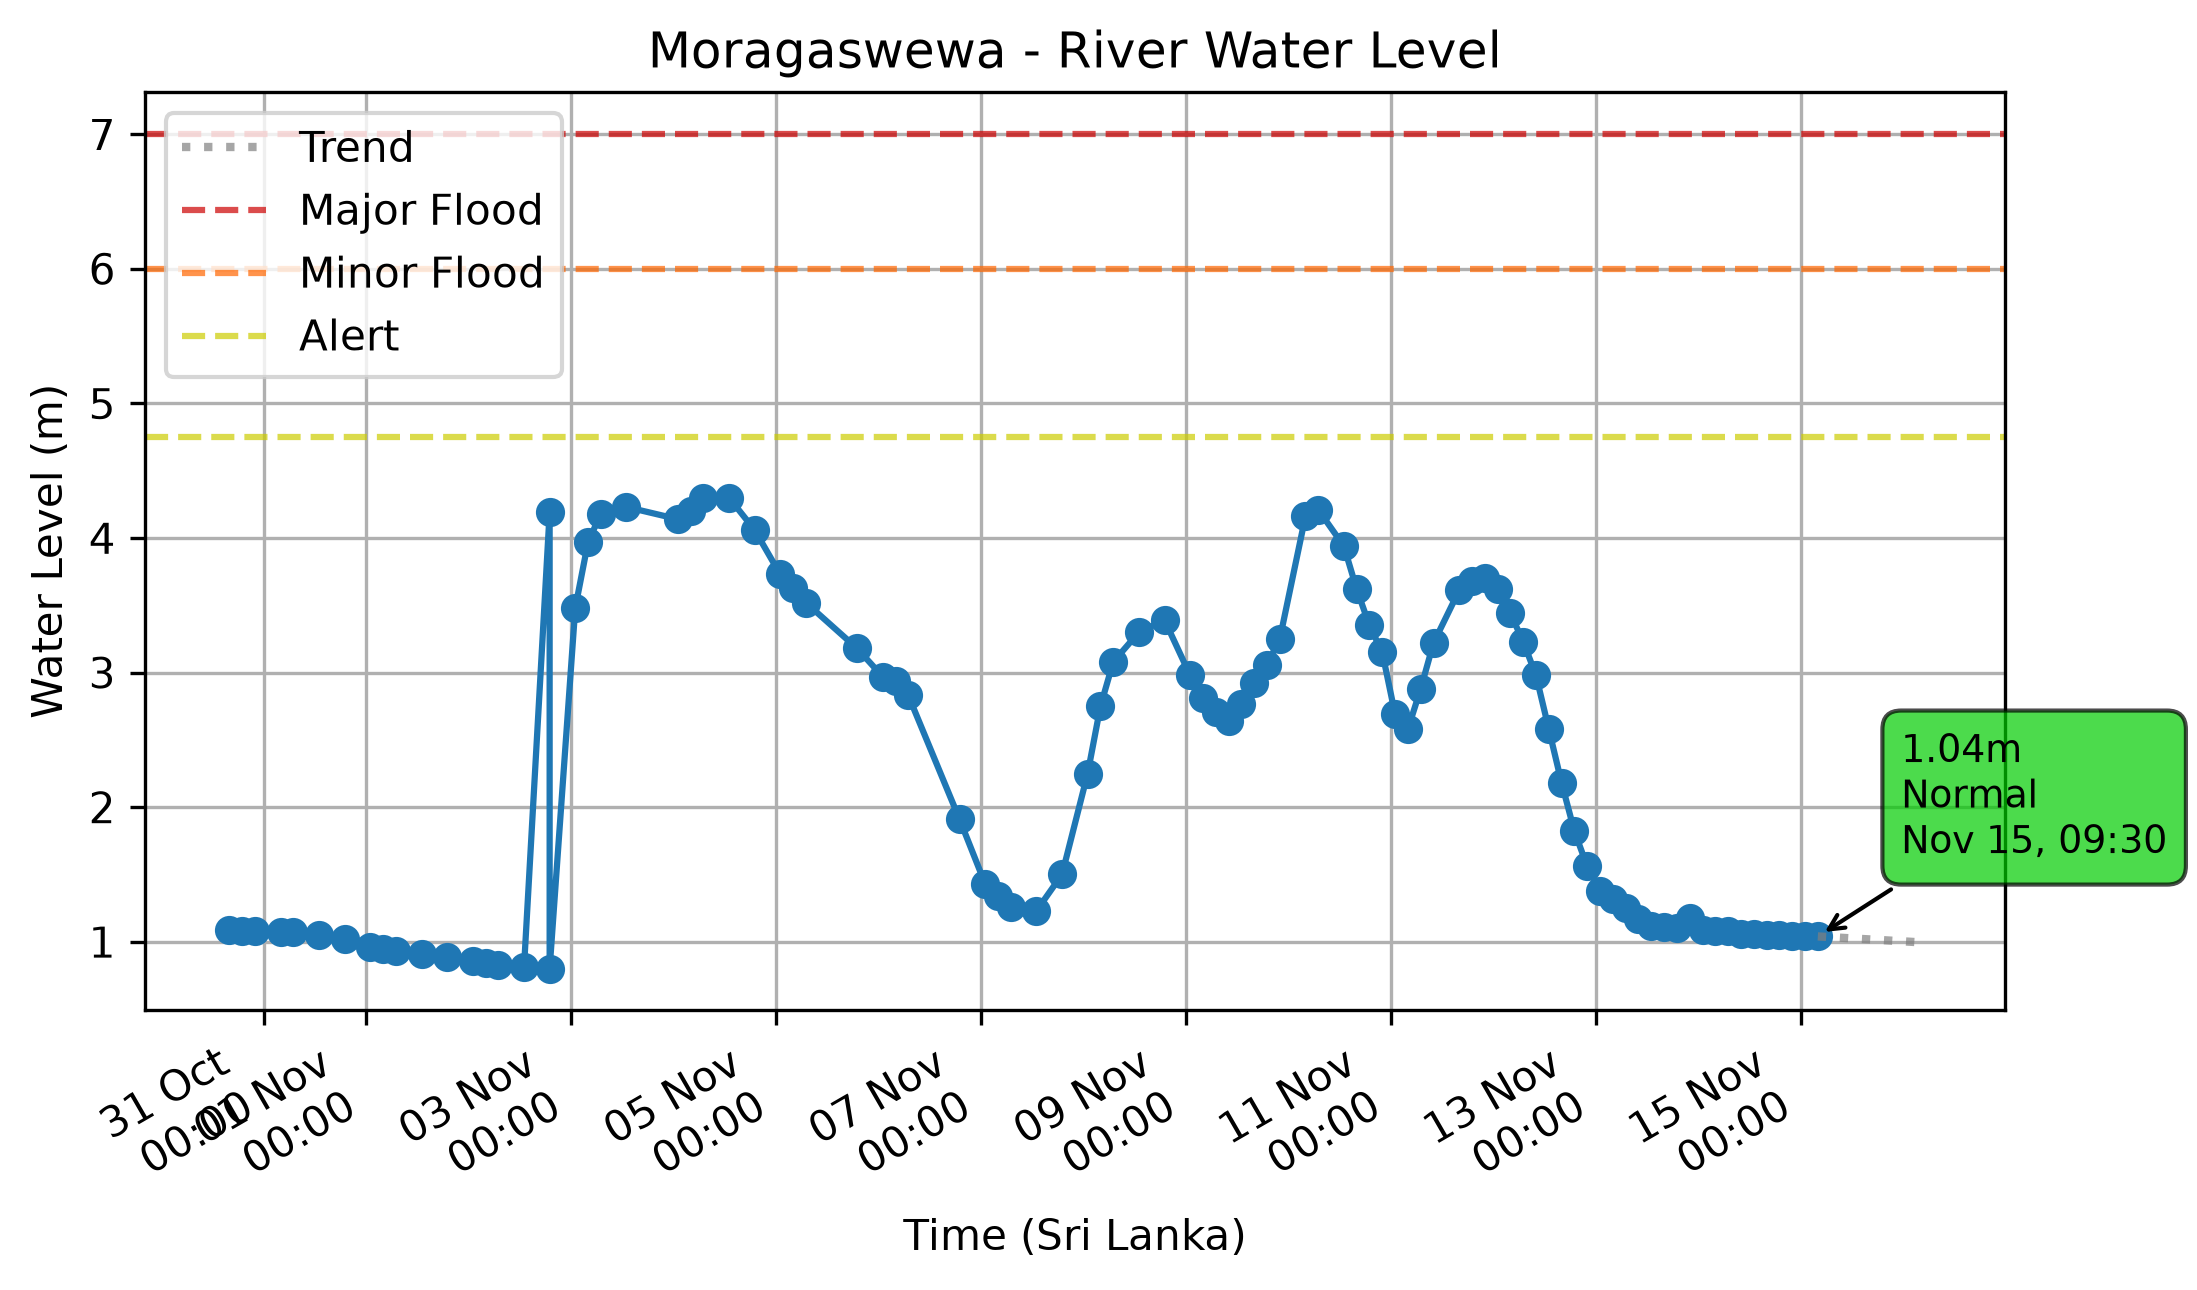 Moragaswewa - River Water Level
Trend
Major Flood
Minor Flood
Alert
7
6
5
4
3
2
1
Water Level (m)
1.04m
Normal
Nov 15, 09:30
31 Oct
00:00
01 Nov
00:00
03 Nov
00:00
05 Nov
00:00
07 Nov
00:00
09 Nov
00:00
11 Nov
00:00
13 Nov
00:00
15 Nov
00:00
Time (Sri Lanka)